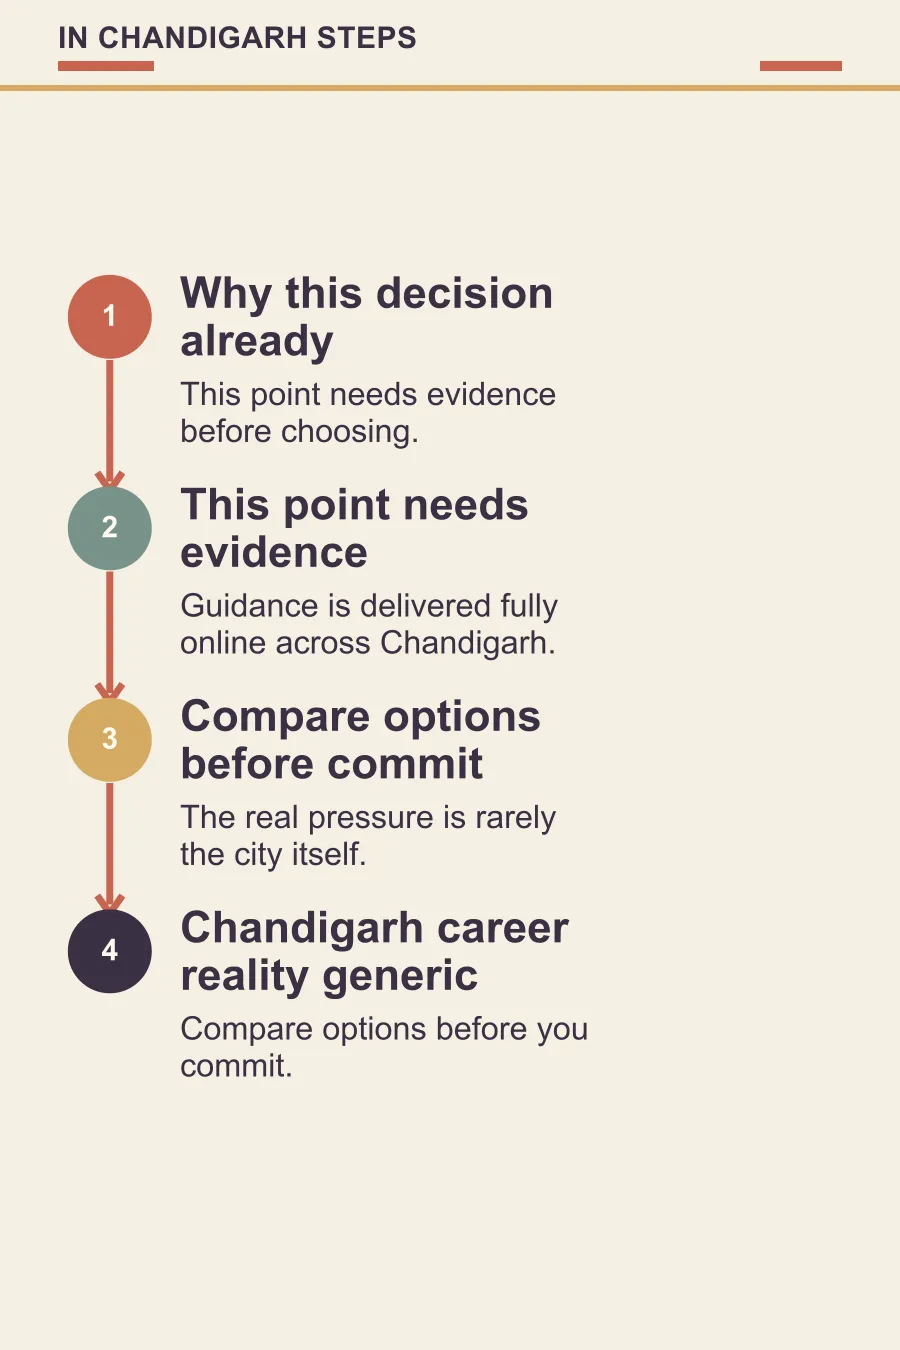 IN CHANDIGARH STEPS
1
Why this decision
already
This point needs evidence
before choosing.
2
This point needs
evidence
Guidance is delivered fully
online across Chandigarh.
3
Compare options
before commit
The real pressure is rarely
the city itself.
4
Chandigarh career
reality generic
Compare options before you
commit.